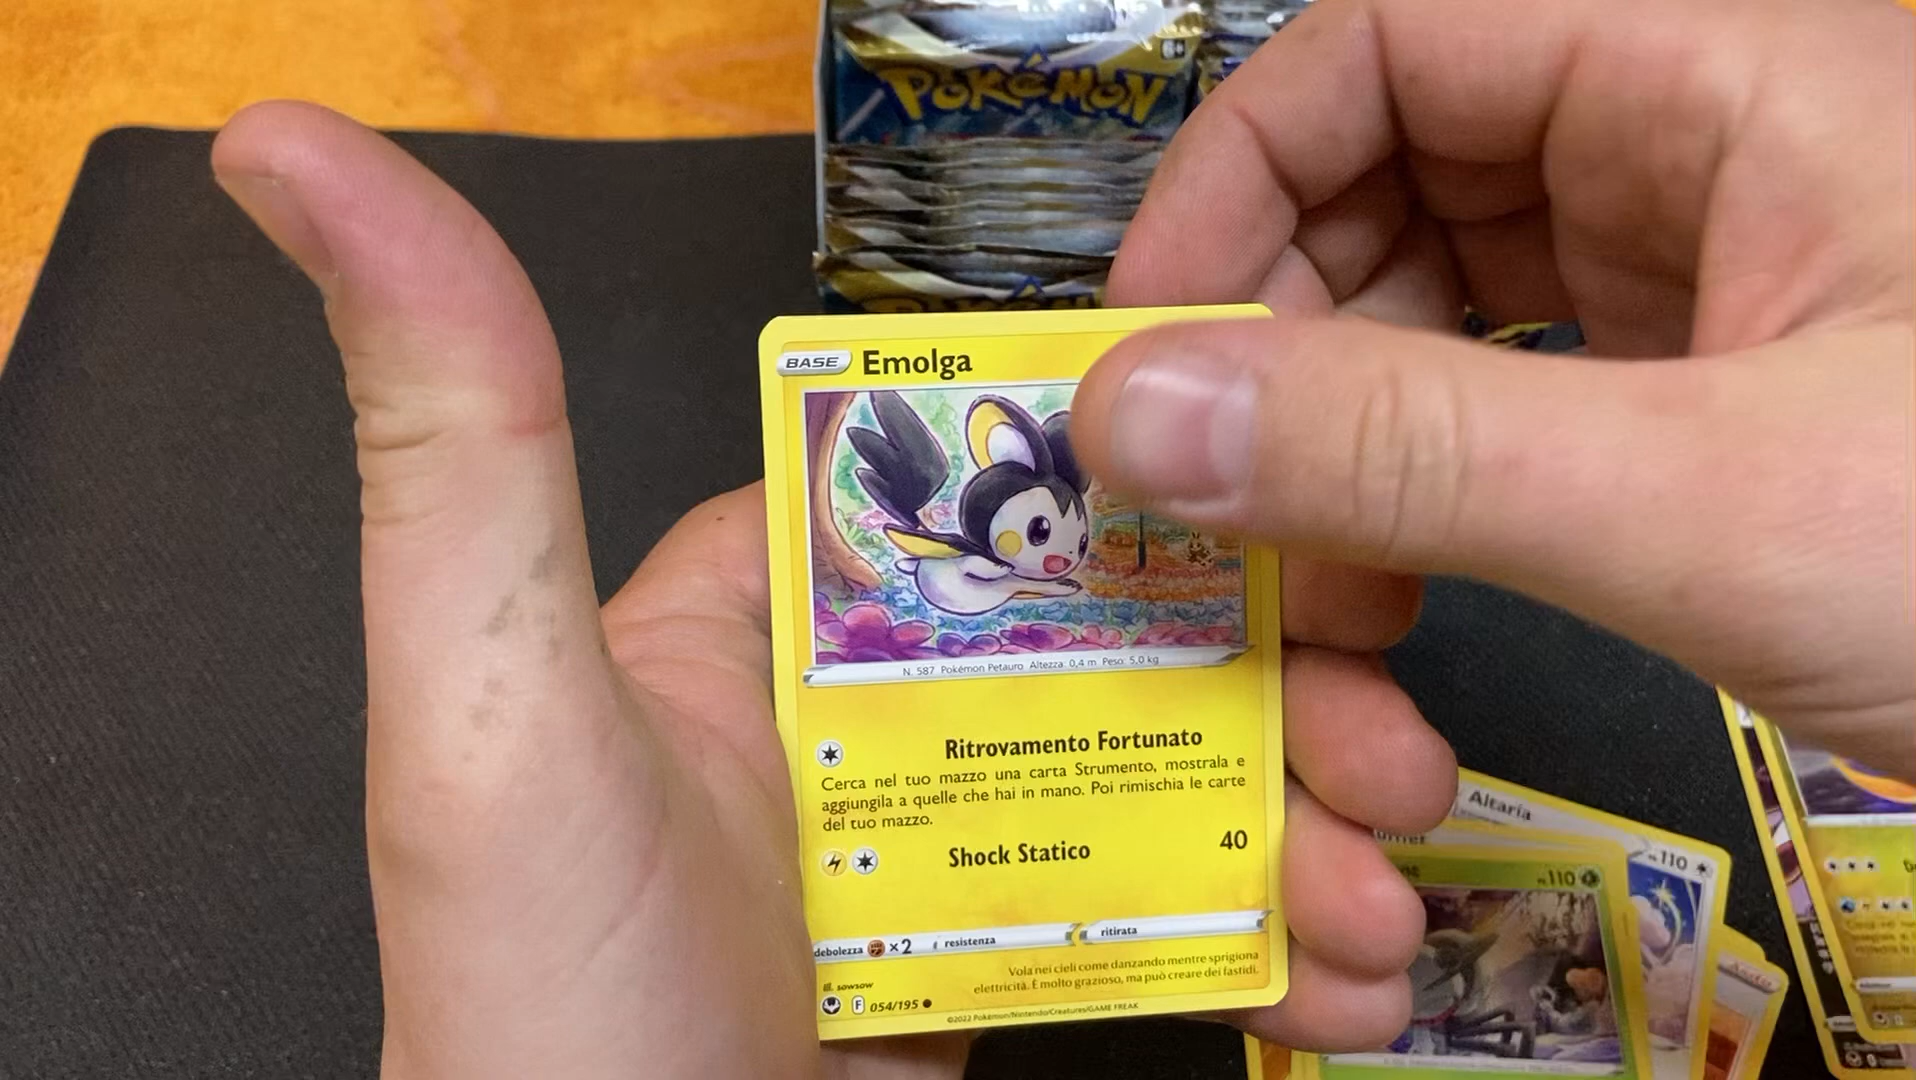 6+
POKéMON
BASE Emolga
N. 587 Pokémon Petauro Altezza: 0,4 m Peso: 5,0 kg
Ritrovamento Fortunato
Cerca nel tuo mazzo una carta Strumento, mostrala e
aggiungila a quelle che hai in mano. Poi rimischia le carte
del tuo mazzo.
Shock Statico 40
debolezza ×2 resistenza ritirata
Vola nei cieli come danzando mentre sprigiona
elettricità. È molto grazioso, ma può creare dei fastidi.
Ill. sowsow
F 054/195
©2022 Pokémon/Nintendo/Creatures/GAME FREAK
Altaria
PS 110
PS 110